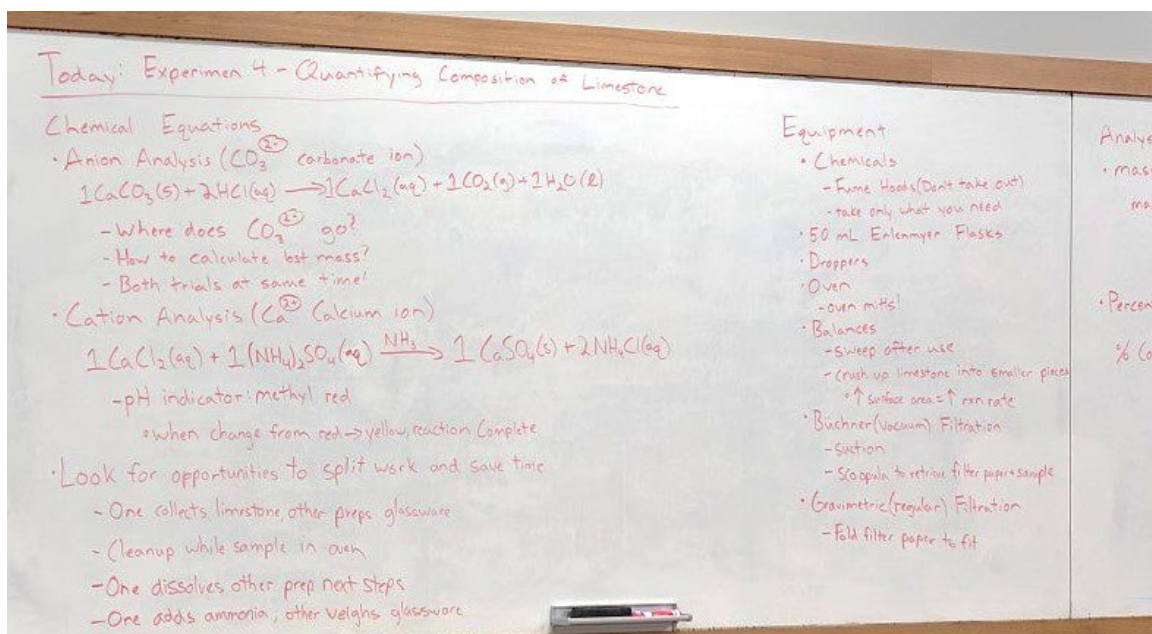 Today: Experimen 4 - Quantifying Composition of Limestone
Chemical Equations
• Anion Analysis (CO₃²⁻ carbonate ion)
1CaCO₃(s) + 2HCl(aq) → 1CaCl₂(aq) + 1CO₂(g) + 1H₂O(l)
- Where does CO₃²⁻ go?
- How to calculate lost mass?
- Both trials at same time!
• Cation Analysis (Ca²⁺ Calcium ion)
1CaCl₂(aq) + 1(NH₄)₂SO₄(aq) NH₃→ 1CaSO₄(s) + 2NH₄Cl(aq)
- pH indicator: methyl red
∘ when change from red → yellow, reaction complete
• Look for opportunities to split work and save time
- One collects limestone, other preps glassware
- Cleanup while sample in oven
- One dissolves other prep next steps
- One adds ammonia, other weighs glassware
Equipment
• Chemicals
- Fume Hoods (Don't take out)
- take only what you need
• 50 mL Erlenmyer Flasks
• Droppers
• Oven
- oven mitts!
• Balances
- sweep after use
- crush up limestone into smaller pieces
∘ ↑ surface area = ↑ rxn rate
• Büchner (Vacuum) Filtration
- suction
- Scoppula to retrieve filter paper + sample
• Gravimetric (regular) Filtration
- Fold filter paper to fit
Analys
• mas
ma
• Percen
% Co